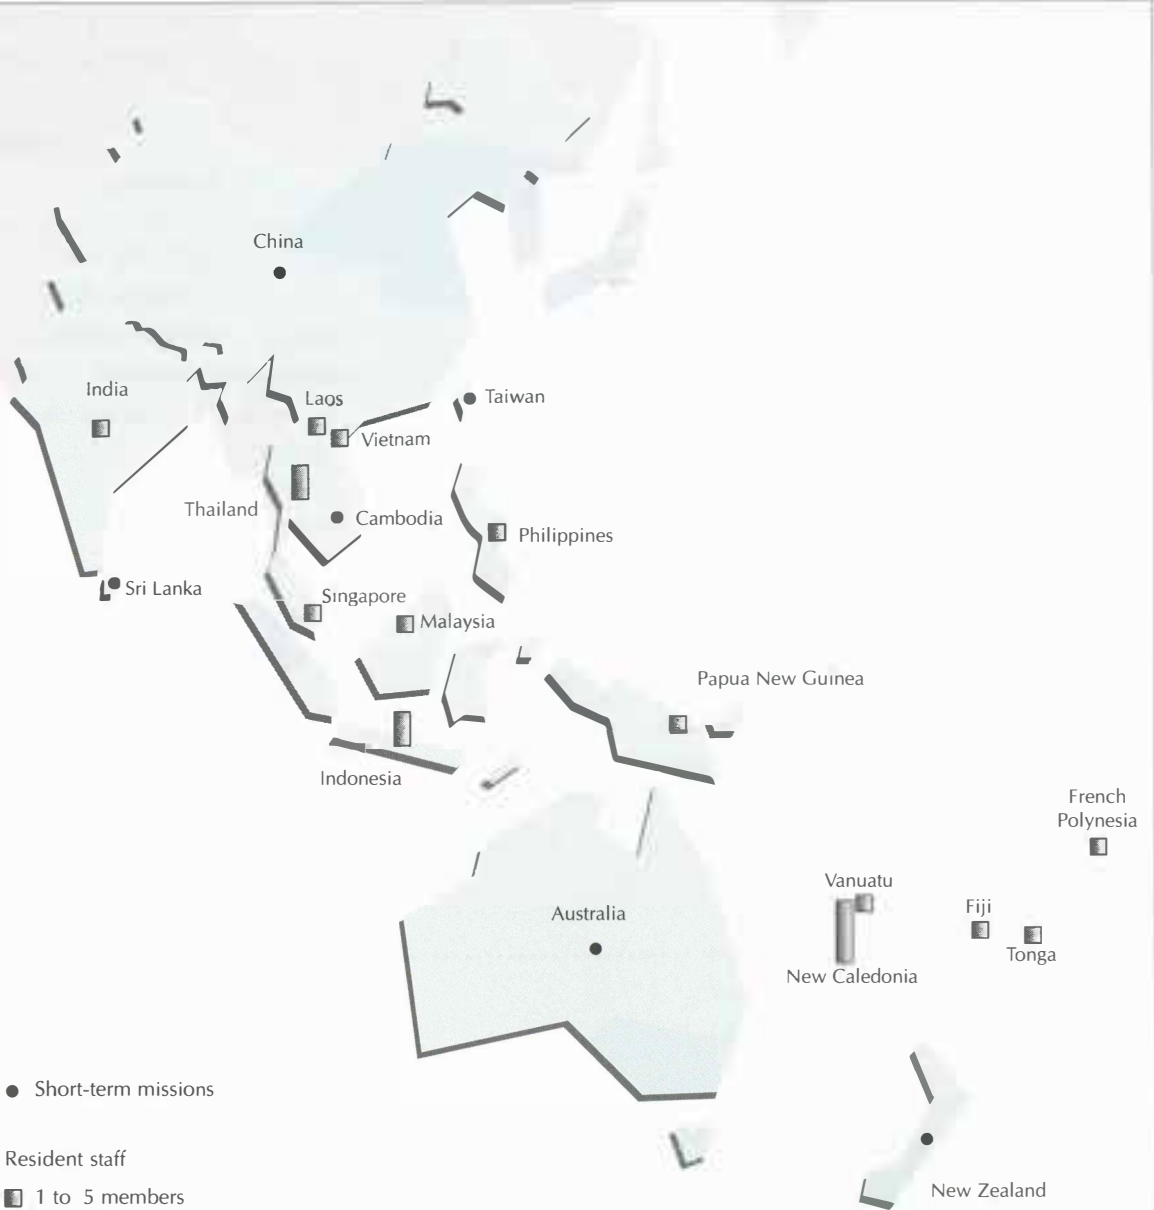 China
India
Laos
Taiwan
Vietnam
Thailand
Cambodia
Philippines
Sri Lanka
Singapore
Malaysia
Papua New Guinea
Indonesia
French
Polynesia
Vanuatu
Fiji
Australia
Tonga
New Caledonia
Short-term missions
Resident staff
1 to 5 members
New Zealand